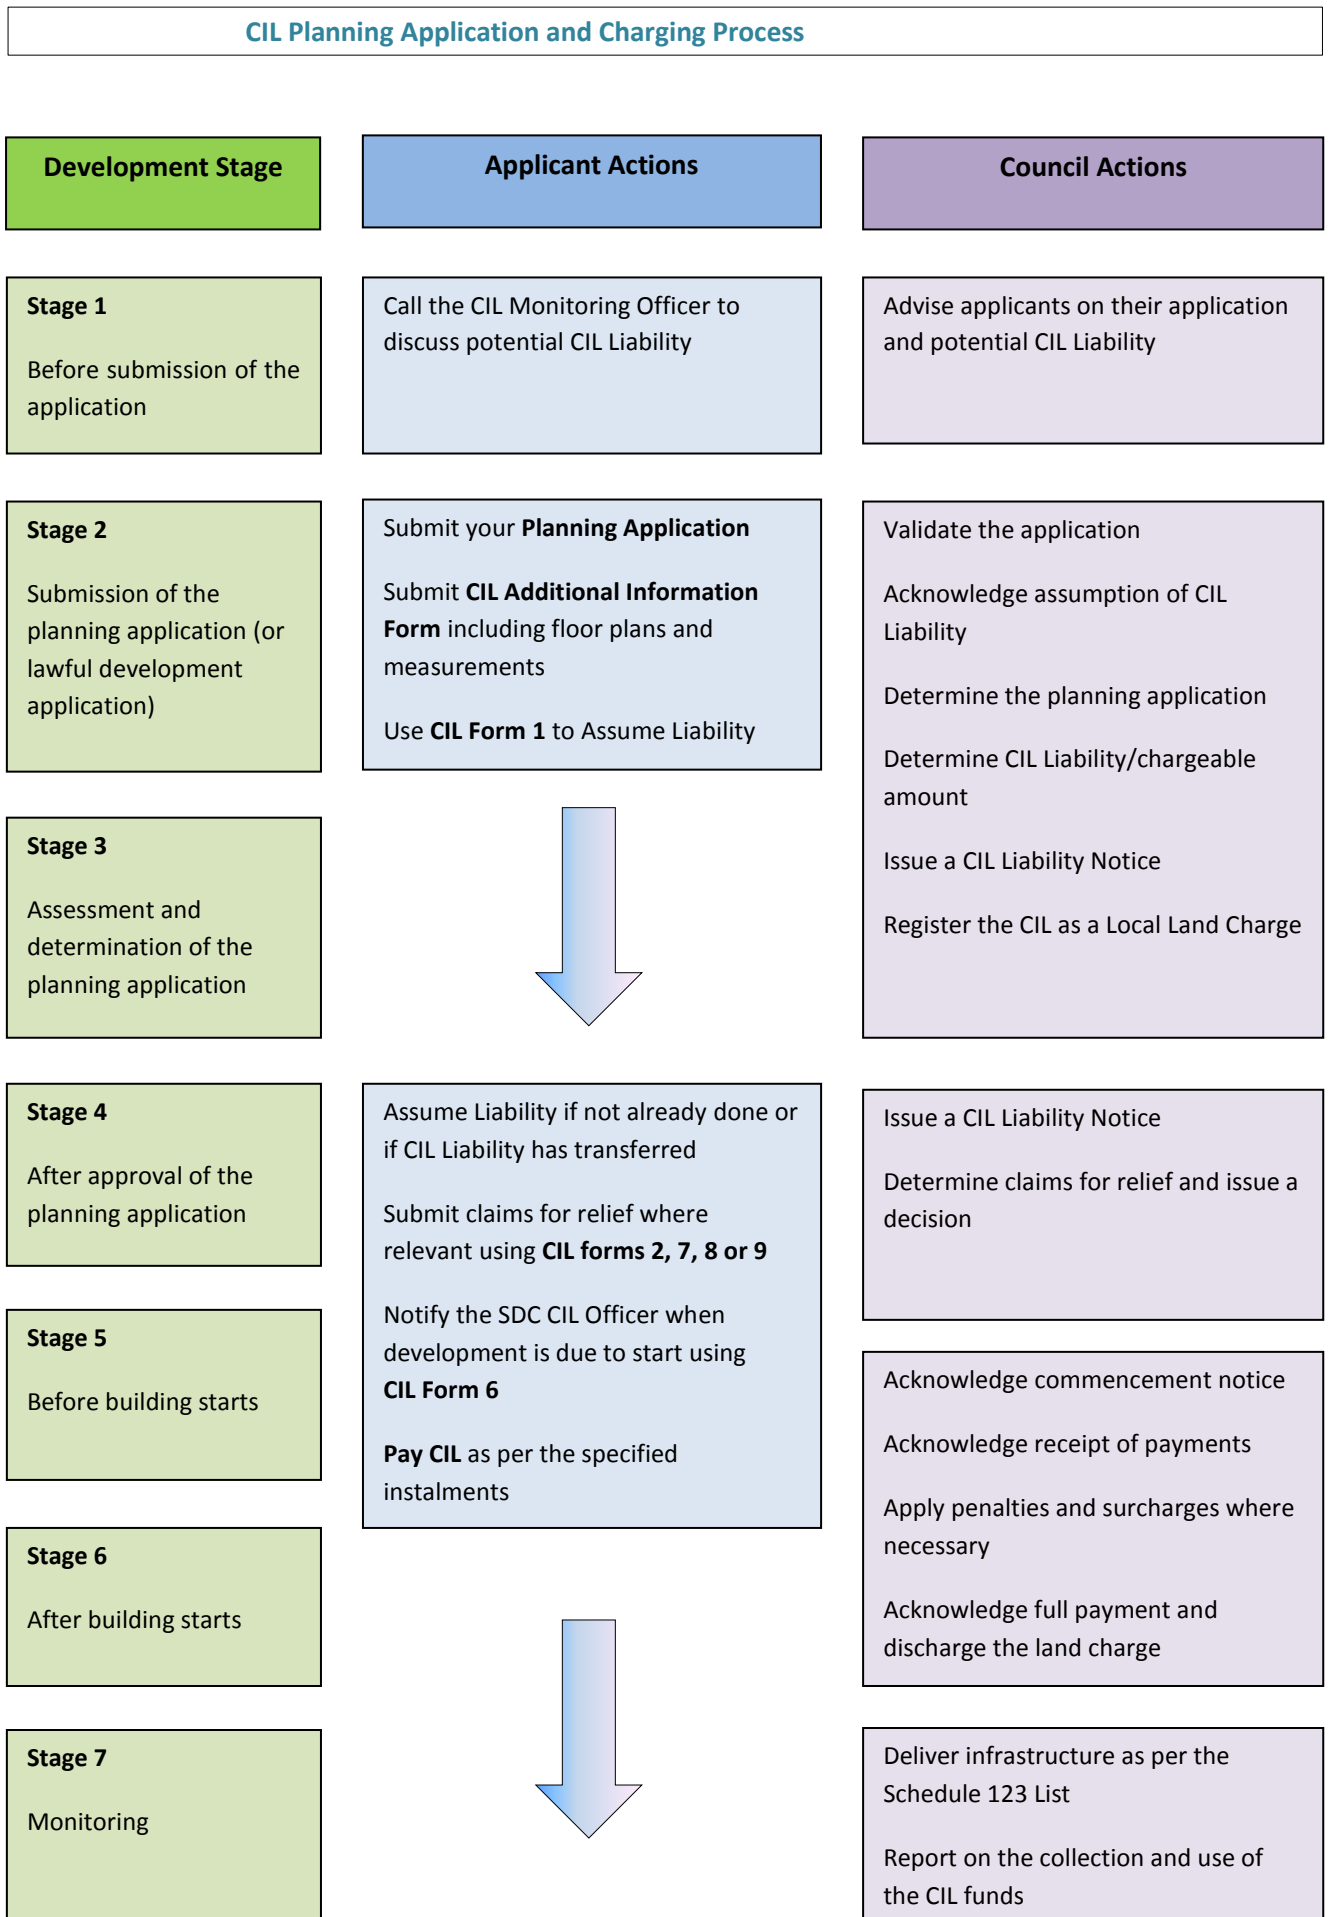 CIL Planning Application and Charging Process
Development Stage
Applicant Actions
Council Actions
Stage 1
Before submission of the
application
Call the CIL Monitoring Officer to
discuss potential CIL Liability
Advise applicants on their application
and potential CIL Liability
Stage 2
Submission of the
planning application (or
lawful development
application)
Submit your Planning Application
Submit CIL Additional Information
Form including floor plans and
measurements
Use CIL Form 1 to Assume Liability
Validate the application
Acknowledge assumption of CIL
Liability
Determine the planning application
Determine CIL Liability/chargeable
amount
Issue a CIL Liability Notice
Register the CIL as a Local Land Charge
Stage 3
Assessment and
determination of the
planning application
Stage 4
After approval of the
planning application
Assume Liability if not already done or
if CIL Liability has transferred
Submit claims for relief where
relevant using CIL forms 2, 7, 8 or 9
Notify the SDC CIL Officer when
development is due to start using
CIL Form 6
Pay CIL as per the specified
instalments
Issue a CIL Liability Notice
Determine claims for relief and issue a
decision
Stage 5
Before building starts
Acknowledge commencement notice
Acknowledge receipt of payments
Apply penalties and surcharges where
necessary
Acknowledge full payment and
discharge the land charge
Stage 6
After building starts
Stage 7
Monitoring
Deliver infrastructure as per the
Schedule 123 List
Report on the collection and use of
the CIL funds